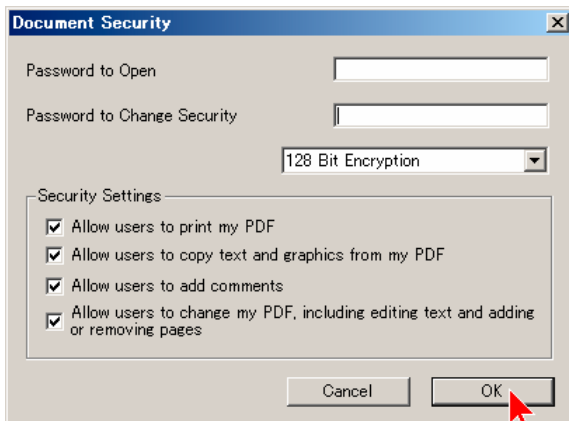 Document Security
Password to Open
Password to Change Security
128 Bit Encryption
Security Settings
Allow users to print my PDF
Allow users to copy text and graphics from my PDF
Allow users to add comments
Allow users to change my PDF, including editing text and adding
or removing pages
Cancel
OK